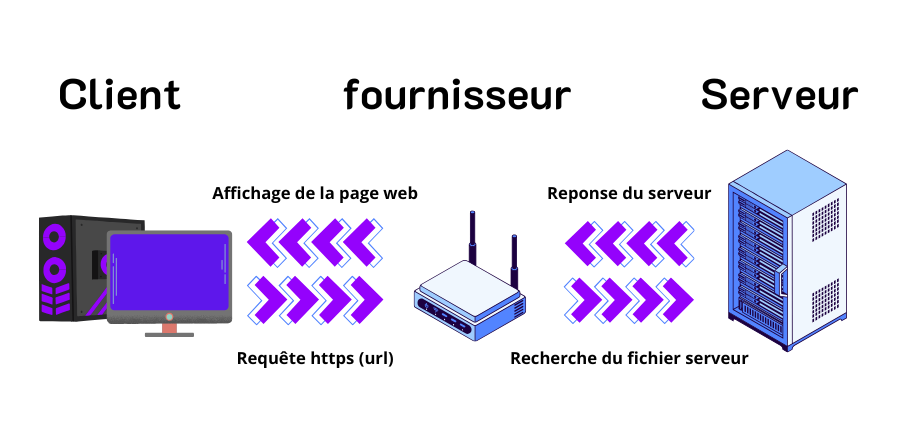 Client
fournisseur
Serveur
Affichage de la page web
Reponse du serveur
Requête https (url)
Recherche du fichier serveur